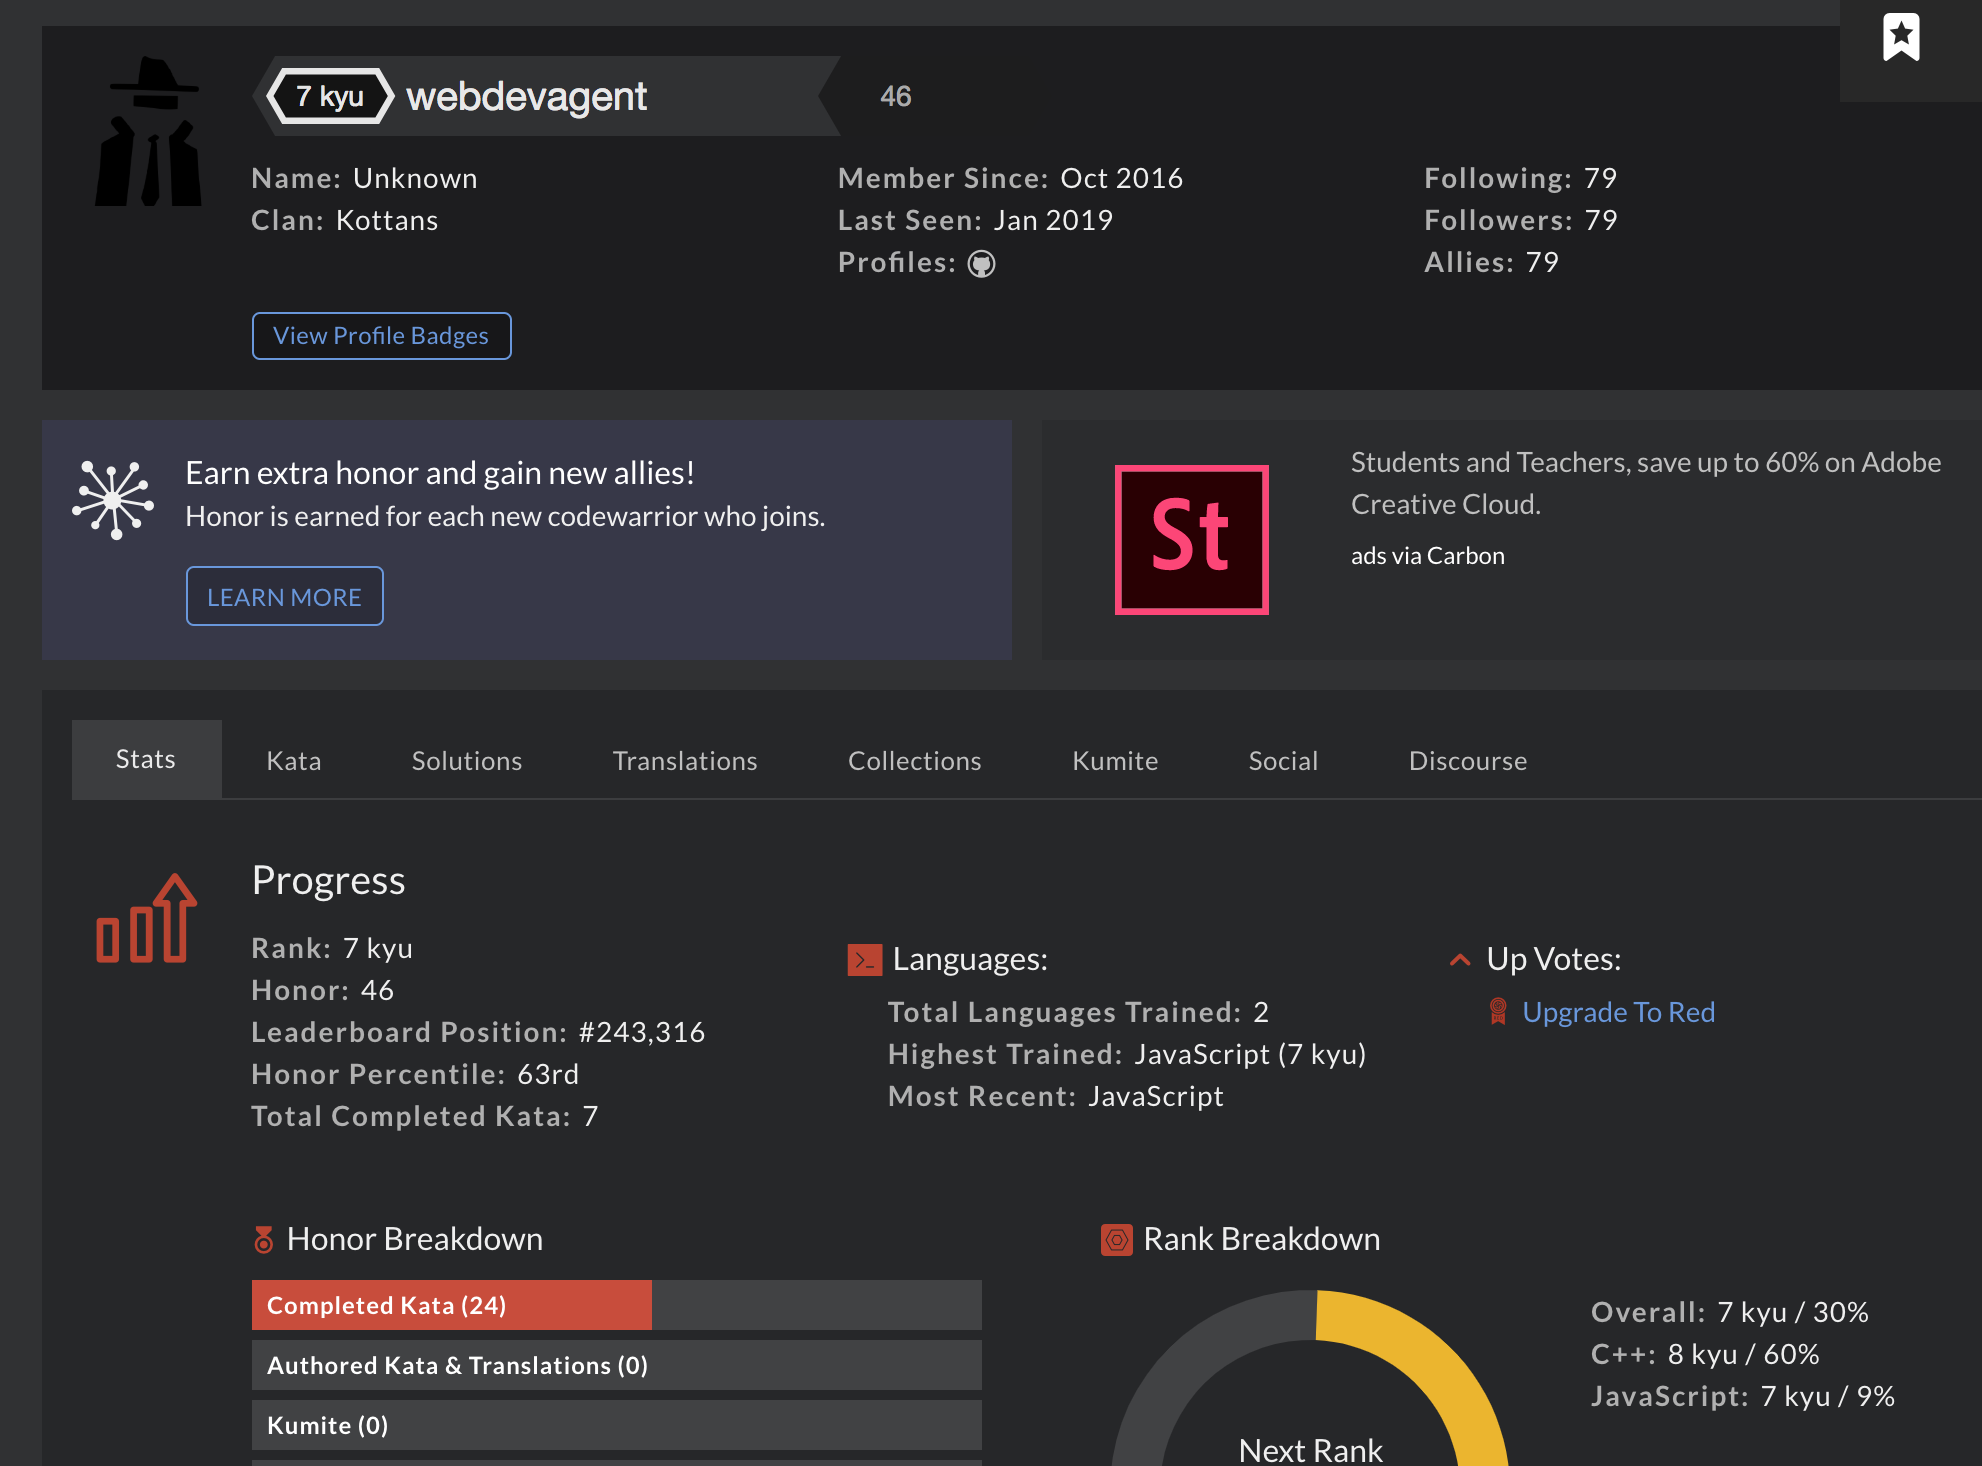 7 kyu webdevagent 46
Name: Unknown
Clan: Kottans
Member Since: Oct 2016
Last Seen: Jan 2019
Profiles:
Following: 79
Followers: 79
Allies: 79
View Profile Badges
Earn extra honor and gain new allies!
Honor is earned for each new codewarrior who joins.
LEARN MORE
St
Students and Teachers, save up to 60% on Adobe
Creative Cloud.
ads via Carbon
Stats Kata Solutions Translations Collections Kumite Social Discourse
Progress
Rank: 7 kyu
Honor: 46
Leaderboard Position: #243,316
Honor Percentile: 63rd
Total Completed Kata: 7
Languages:
Total Languages Trained: 2
Highest Trained: JavaScript (7 kyu)
Most Recent: JavaScript
Up Votes:
Upgrade To Red
Honor Breakdown
Completed Kata (24)
Authored Kata & Translations (0)
Kumite (0)
Rank Breakdown
Next Rank
Overall: 7 kyu / 30%
C++: 8 kyu / 60%
JavaScript: 7 kyu / 9%